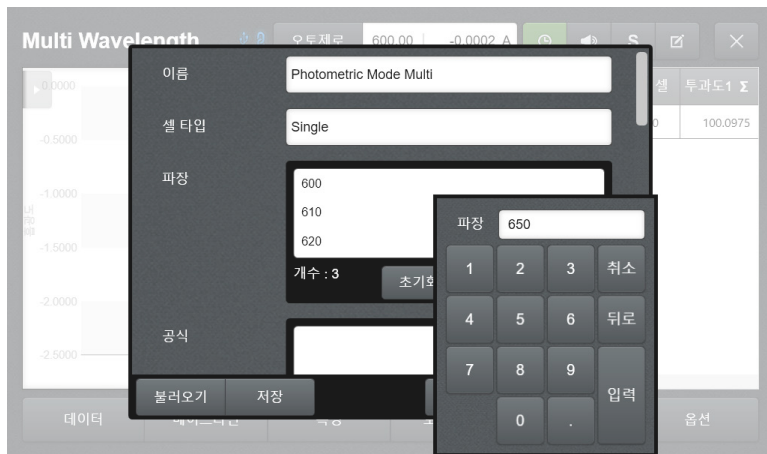 Multi Wavelength
오토제로 600.00 -0.0002 A S
이름 Photometric Mode Multi
셀 투과도1 Σ
셀 타입 Single
0 100.0975
파장
600
610
620
개수 : 3
공식
불러오기 저장
파장 650
1 2 3 취소
4 5 6 뒤로
7 8 9
입력
0 .
0.0000
-0.5000
-1.0000
-1.5000
-2.0000
-2.5000
데이터
옵션